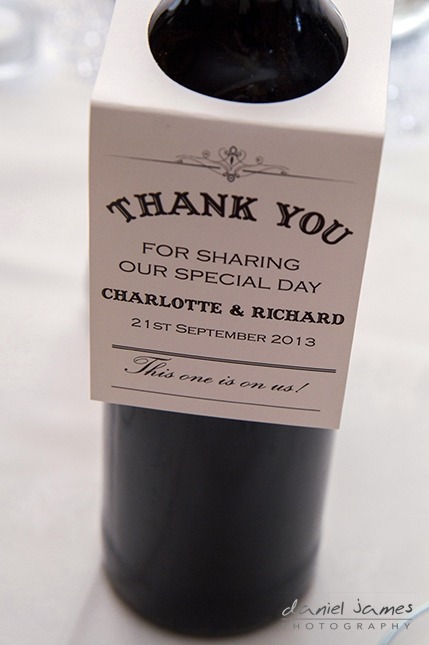 THANK YOU
FOR SHARING
OUR SPECIAL DAY
CHARLOTTE & RICHARD
21ST SEPTEMBER 2013
This one is on us!
daniel james
PHOTOGRAPHY